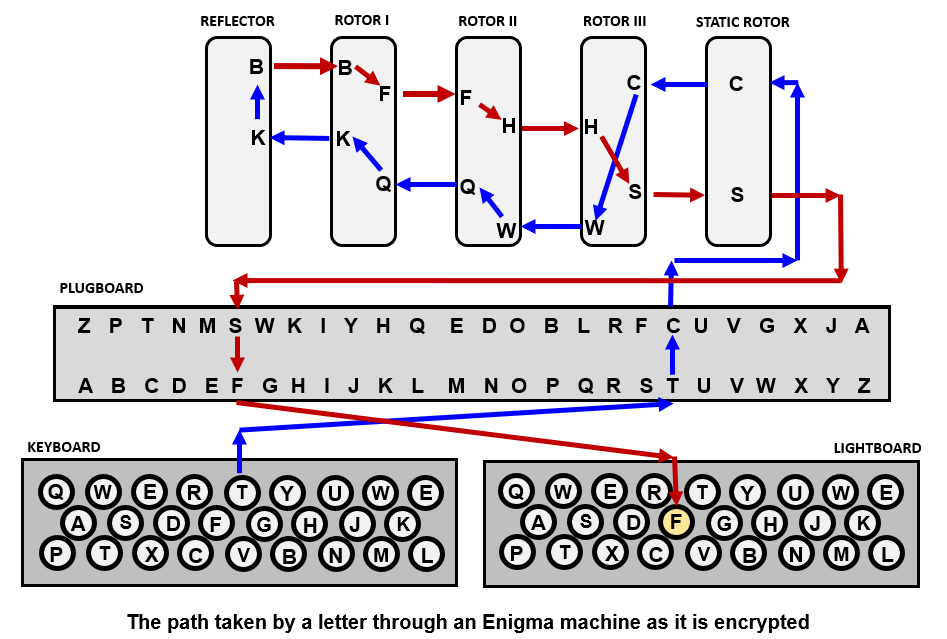 REFLECTOR ROTOR I ROTOR II ROTOR III STATIC ROTOR
B B F F H H S C C S
K K Q Q W W
PLUGBOARD
Z P T N M S W K I Y H Q E D O B L R F C U V G X J A
A B C D E F G H I J K L M N O P Q R S T U V W X Y Z
KEYBOARD
Q W E R T Y U W E
A S D F G H J K
P T X C V B N M L
LIGHTBOARD
Q W E R T Y U W E
A S D F G H J K
P T X C V B N M L
The path taken by a letter through an Enigma machine as it is encrypted